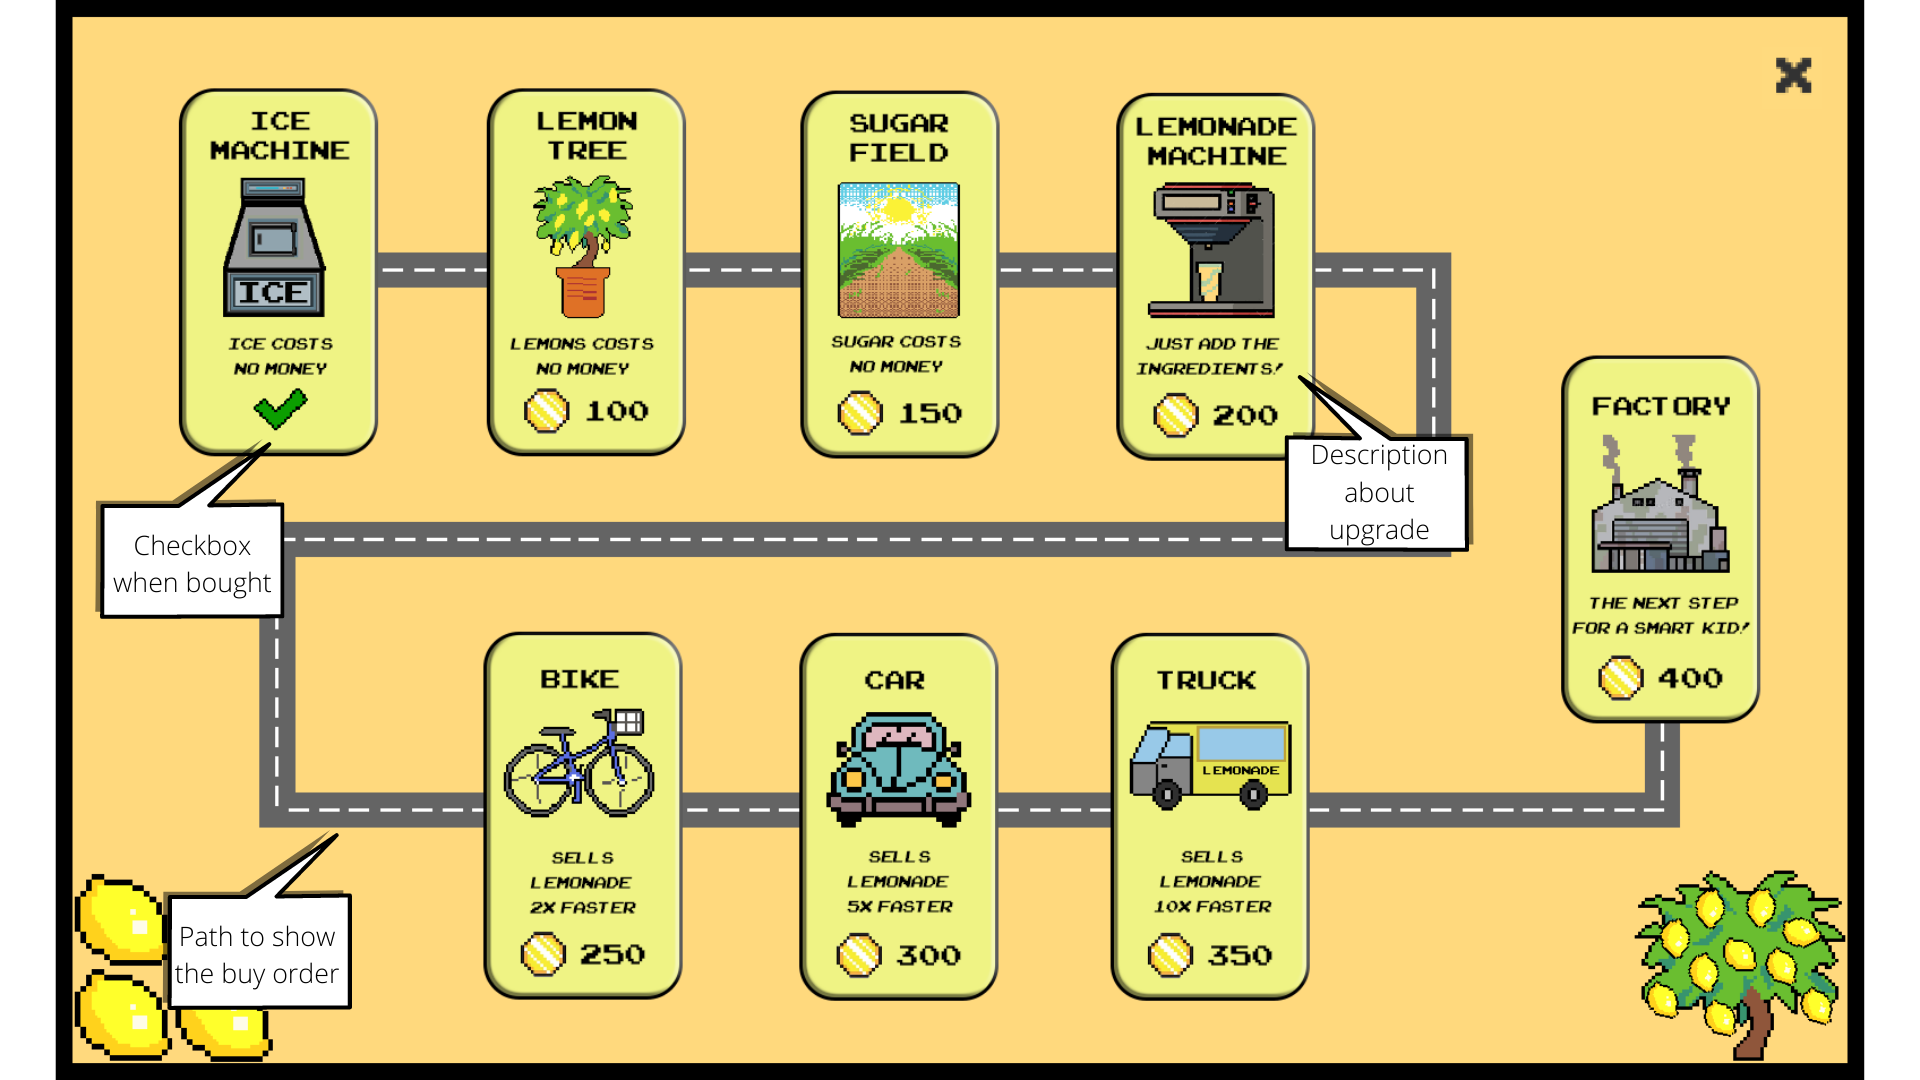 ICE
MACHINE
ICE
ICE COSTS
NO MONEY
LEMON
TREE
LEMONS COSTS
NO MONEY
100
SUGAR
FIELD
SUGAR COSTS
NO MONEY
150
LEMONADE
MACHINE
JUST ADD THE
INGREDIENTS!
200
Description
about
upgrade
Checkbox
when bought
FACTORY
THE NEXT STEP
FOR A SMART KID!
400
BIKE
SELLS
LEMONADE
2X FASTER
250
CAR
SELLS
LEMONADE
5X FASTER
300
TRUCK
LEMONADE
SELLS
LEMONADE
10X FASTER
350
Path to show
the buy order